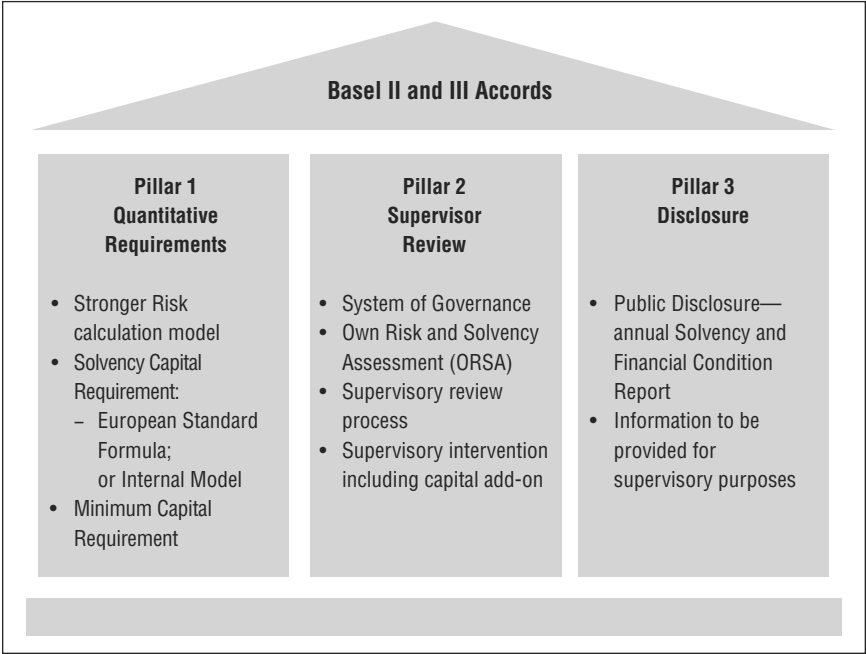 Basel II and III Accords
Pillar 1
Quantitative
Requirements
• Stronger Risk
calculation model
• Solvency Capital
Requirement:
– European Standard
Formula;
or Internal Model
• Minimum Capital
Requirement
Pillar 2
Supervisor
Review
• System of Governance
• Own Risk and Solvency
Assessment (ORSA)
• Supervisory review
process
• Supervisory intervention
including capital add-on
Pillar 3
Disclosure
• Public Disclosure—
annual Solvency and
Financial Condition
Report
• Information to be
provided for
supervisory purposes